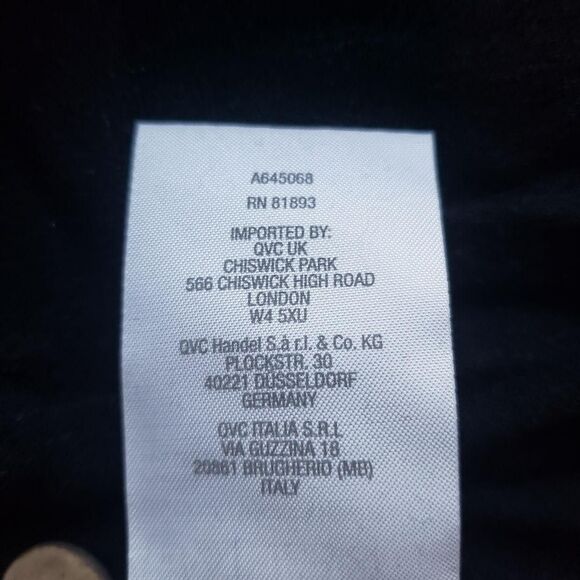 A645068
RN 81893
IMPORTED BY:
QVC UK
CHISWICK PARK
566 CHISWICK HIGH ROAD
LONDON
W4 5XU
QVC Handel S.à r.l. & Co. KG
PLOCKSTR. 30
40221 DÜSSELDORF
GERMANY
QVC ITALIA S.R.L
VIA GUZZINA 18
20861 BRUGHERIO (MB)
ITALY